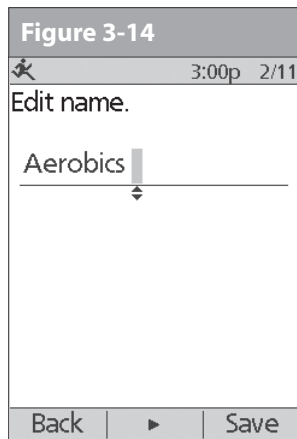 Figure 3-14
3:00p 2/11
Edit name.
Aerobics
Back ► Save